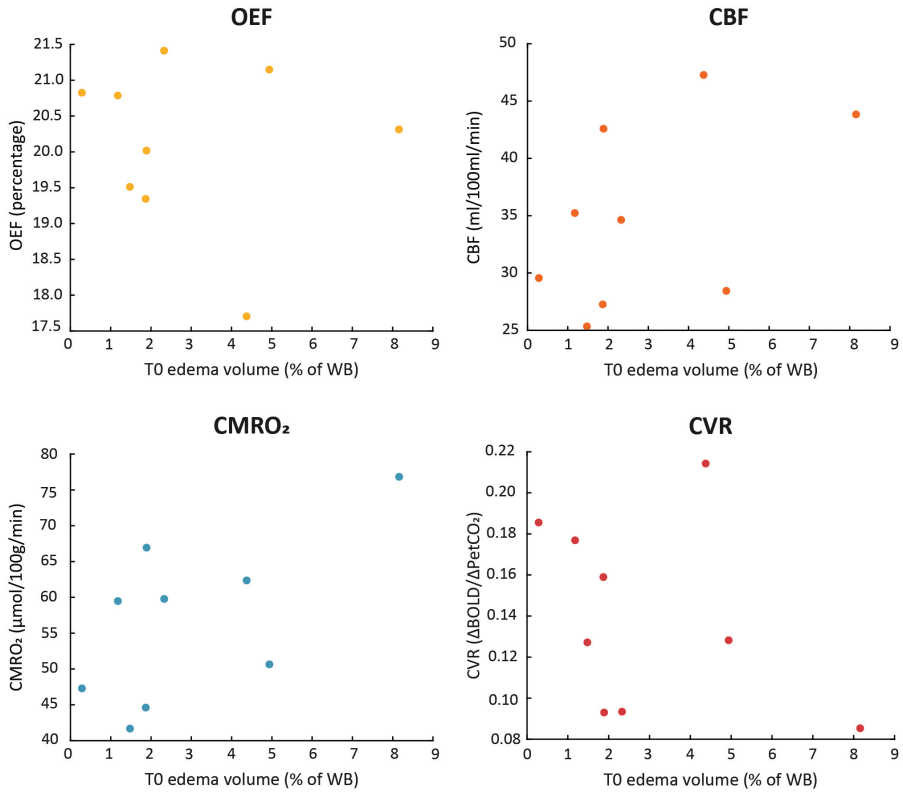 OEF
21.5
21.0
20.5
20.0
19.5
19.0
18.5
18.0
17.5
OEF (percentage)
0 1 2 3 4 5 6 7 8 9
T0 edema volume (% of WB)
CBF
50
45
40
35
30
25
CBF (ml/100ml/min)
0 1 2 3 4 5 6 7 8 9
T0 edema volume (% of WB)
CMRO₂
80
75
70
65
60
55
50
45
40
CMRO₂ (µmol/100g/min)
0 1 2 3 4 5 6 7 8 9
T0 edema volume (% of WB)
CVR
0.22
0.20
0.18
0.16
0.14
0.12
0.10
0.08
CVR (ΔBOLD/ΔPetCO₂)
0 1 2 3 4 5 6 7 8 9
T0 edema volume (% of WB)